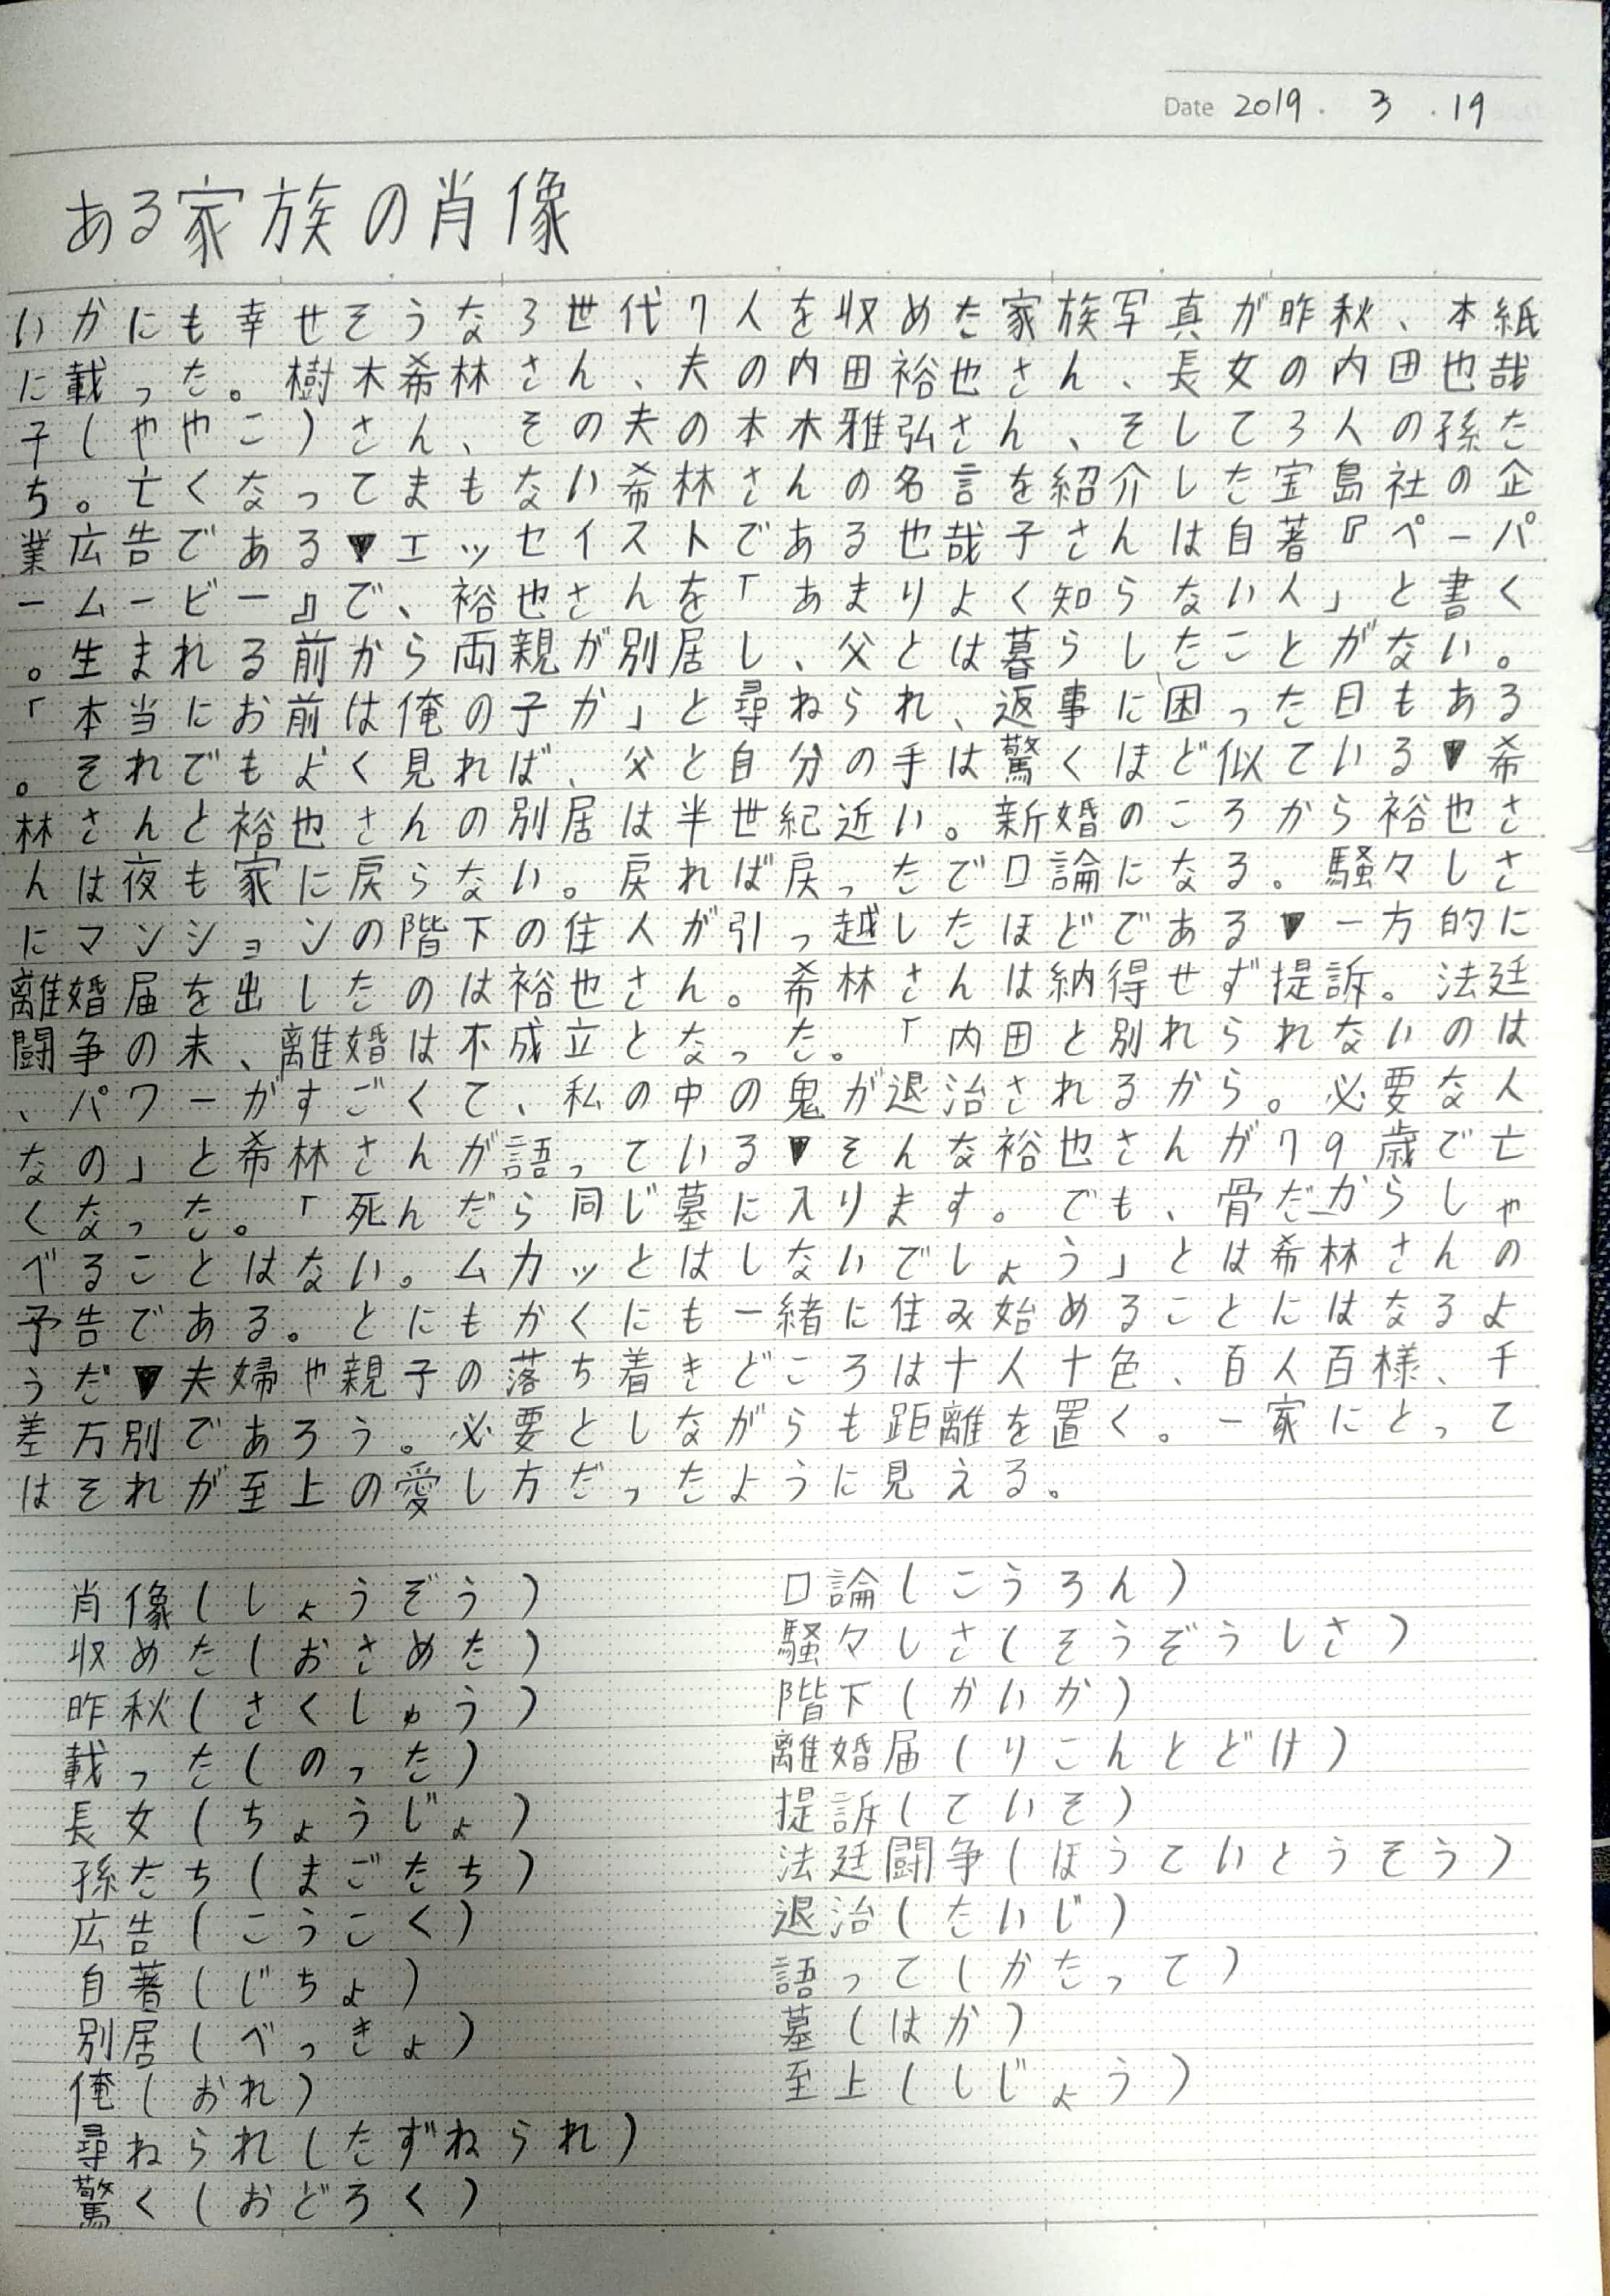 Date 2019. 3. 19
ある家族の肖像
いかにも幸せそうな3世代7人を収めた家族写真が昨秋、本紙
に載った。樹木希林さん、夫の内田裕也さん、長女の内田也哉
子(ややこ)さん、その夫の本木雅弘さん、そして3人の孫た
ち。亡くなってまもない希林さんの名言を紹介した宝島社の企
業広告である▼エッセイストである也哉子さんは自著『ペーパ
ームービー』で、裕也さんを「あまりよく知らない人」と書く
。生まれる前から両親が別居し、父とは暮らしたことがない。
「本当にお前は俺の子か」と尋ねられ、返事に困った日もある
。それでもよく見れば、父と自分の手は驚くほど似ている▼希
林さんと裕也さんの別居は半世紀近い。新婚のころから裕也さ
んは夜も家に戻らない。戻れば戻ったで口論になる。騒々しさ
にマンションの階下の住人が引っ越したほどである▼一方的に
離婚届を出したのは裕也さん。希林さんは納得せず提訴。法廷
闘争の末、離婚は不成立となった。「内田と別れられないのは
、パワーがすごくて、私の中の鬼が退治されるから。必要な人
なの」と希林さんが語っている▼そんな裕也さんが79歳で亡
くなった。「死んだら同じ墓に入ります。でも、骨だからしゃ
べることはない。ムカッとはしないでしょう」とは希林さんの
予告である。とにもかくにも一緒に住み始めることにはなるよ
うだ▼夫婦や親子の落ち着きどころは十人十色、百人百様、千
差万別であろう。必要としながらも距離を置く。一家にとって
はそれが至上の愛し方だったように見える。
肖像(しょうぞう)
収めた(おさめた)
昨秋(さくしゅう)
載った(のった)
長女(ちょうじょ)
孫たち(まごたち)
広告(こうこく)
自著(じちょ)
別居(べっきょ)
俺(おれ)
尋ねられ(たずねられ)
驚く(おどろく)
口論(こうろん)
騒々しさ(そうぞうしさ)
階下(かいか)
離婚届(りこんとどけ)
提訴(ていそ)
法廷闘争(ほうていとうそう)
退治(たいじ)
語って(かたって)
墓(はか)
至上(しじょう)